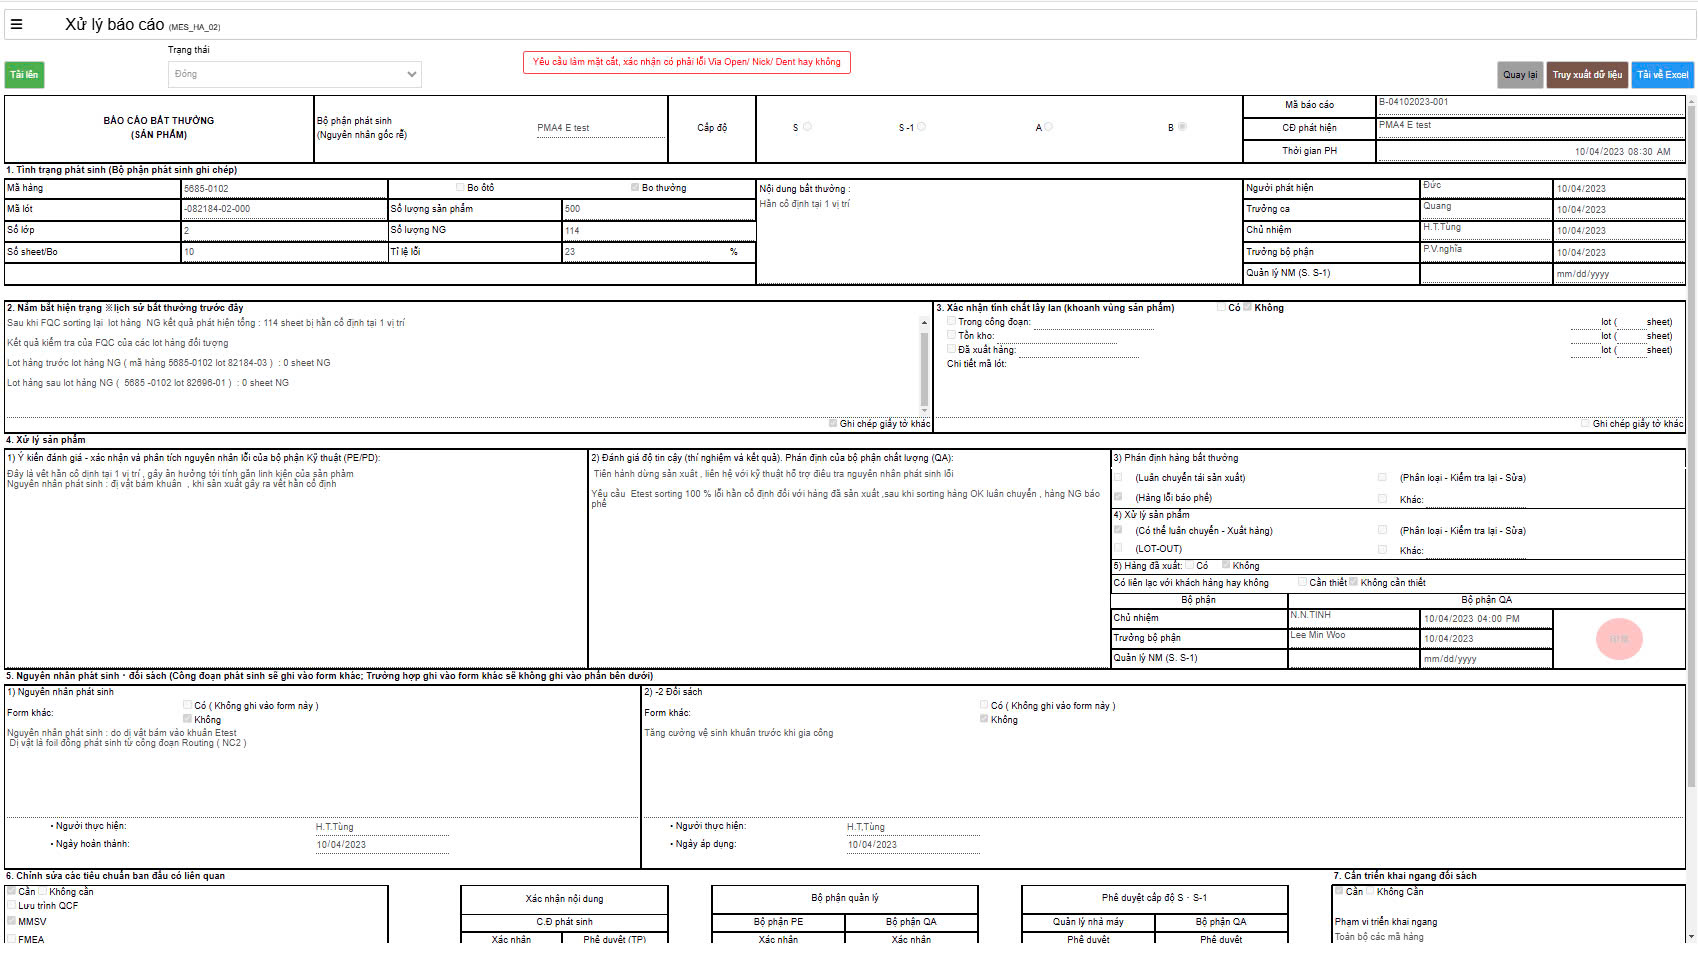 Xử lý báo cáo (MES_HA_02)
Trạng thái
Tải lên
Đóng
Yêu cầu làm mặt cắt, xác nhận có phải lỗi Via Open/ Nick/ Dent hay không
Quay lại
Truy xuất dữ liệu
Tải về Excel
BÁO CÁO BẤT THƯỜNG
(SẢN PHẨM)
Bộ phận phát sinh
(Nguyên nhân gốc rễ)
PMA4 E test
Cấp độ
S
S -1
A
B
Mã báo cáo
B-04102023-001
CĐ phát hiện
PMA4 E test
Thời gian PH
10/04/2023 08:30 AM
1. Tình trạng phát sinh (Bộ phận phát sinh ghi chép)
Mã hàng
5685-0102
Bo ôtô
Bo thường
Mã lót
-082184-02-000
Số lượng sản phẩm
500
Số lớp
2
Số lượng NG
114
Số sheet/Bo
10
Tỉ lệ lỗi
23
%
Nội dung bất thường :
Hằn cố định tại 1 vị trí
Người phát hiện
Đức
10/04/2023
Trưởng ca
Quang
10/04/2023
Chủ nhiệm
H.T.Tùng
10/04/2023
Trưởng bộ phận
P.V.nghĩa
10/04/2023
Quản lý NM (S. S-1)
mm/dd/yyyy
2. Nắm bắt hiện trạng ※lịch sử bất thường trước đây
Sau khi FQC sorting lại lot hàng NG kết quả phát hiện tổng : 114 sheet bị hằn cố định tại 1 vị trí
Kết quả kiểm tra của FQC của các lot hàng đối tượng
Lot hàng trước lot hàng NG ( mã hàng 5685-0102 lot 82184-03 ) : 0 sheet NG
Lot hàng sau lot hàng NG ( 5685 -0102 lot 82696-01 ) : 0 sheet NG
Ghi chép giấy tờ khác
3. Xác nhận tính chất lây lan (khoanh vùng sản phẩm)
Có
Không
Trong công đoạn:
lot ( sheet)
Tồn kho:
lot ( sheet)
Đã xuất hàng:
lot ( sheet)
Chi tiết mã lót:
Ghi chép giấy tờ khác
4. Xử lý sản phẩm
1) Ý kiến đánh giá - xác nhận và phân tích nguyên nhân lỗi của bộ phận Kỹ thuật (PE/PD):
Đây là vết hằn cố dịnh tại 1 vị trí , gây ăn hưởng tới tính gắn linh kiện của sản phẩm
Nguyên nhân phát sinh : dị vật bám khuân , khi sản xuất gây ra vết hằn cố định
2) Đánh giá độ tin cậy (thí nghiệm và kết quả). Phán định của bộ phận chất lượng (QA):
Tiến hành dừng sản xuất , liên hệ với kỹ thuật hỗ trợ điều tra nguyên nhân phát sinh lỗi
Yêu cầu Etest sorting 100 % lỗi hằn cố định đối với hàng đã sản xuất ,sau khi sorting hàng OK luân chuyển , hàng NG báo
phế
3) Phán định hàng bất thường
(Luân chuyển tái sản xuất)
(Phân loại - Kiểm tra lại - Sửa)
(Hàng lỗi báo phế)
Khác:
4) Xử lý sản phẩm
(Có thể luân chuyển - Xuất hàng)
(Phân loại - Kiểm tra lại - Sửa)
(LOT-OUT)
Khác:
5) Hàng đã xuất:
Có
Không
Có liên lạc với khách hàng hay không
Cần thiết
Không cần thiết
Bộ phận
Bộ phận QA
Chủ nhiệm
N.N.TINH
10/04/2023 04:00 PM
Trưởng bộ phận
Lee Min Woo
10/04/2023
Quản lý NM (S. S-1)
mm/dd/yyyy
5. Nguyên nhân phát sinh・đối sách (Công đoạn phát sinh sẽ ghi vào form khác; Trường hợp ghi vào form khác sẽ không ghi vào phần bên dưới)
1) Nguyên nhân phát sinh
Form khác:
Có ( Không ghi vào form này )
Không
Nguyên nhân phát sinh : do dị vật bám vào khuân Etest
Dị vật là foil đồng phát sinh từ công đoạn Routing ( NC2 )
• Người thực hiện:
H.T.Tùng
• Ngày hoàn thành:
10/04/2023
2) -2 Đối sách
Form khác:
Có ( Không ghi vào form này )
Không
Tăng cường vệ sinh khuân trước khi gia công
• Người thực hiện:
H.T,Tùng
• Ngày áp dụng:
10/04/2023
6. Chỉnh sửa các tiêu chuẩn ban đầu có liên quan
Cần
Không cần
Lưu trình QCF
MMSV
FMEA
Xác nhận nội dung
C.Đ phát sinh
Xác nhân
Phê duyệt (TP)
Bộ phận quản lý
Bộ phận PE
Bộ phận QA
Xác nhân
Xác nhân
Phê duyệt cấp độ S・S-1
Quản lý nhà máy
Bộ phận QA
Phê duyệt
Phê duyệt
7. Cần triển khai ngang đối sách
Cần
Không Cần
Phạm vi triển khai ngang
Toàn bộ các mã hàng